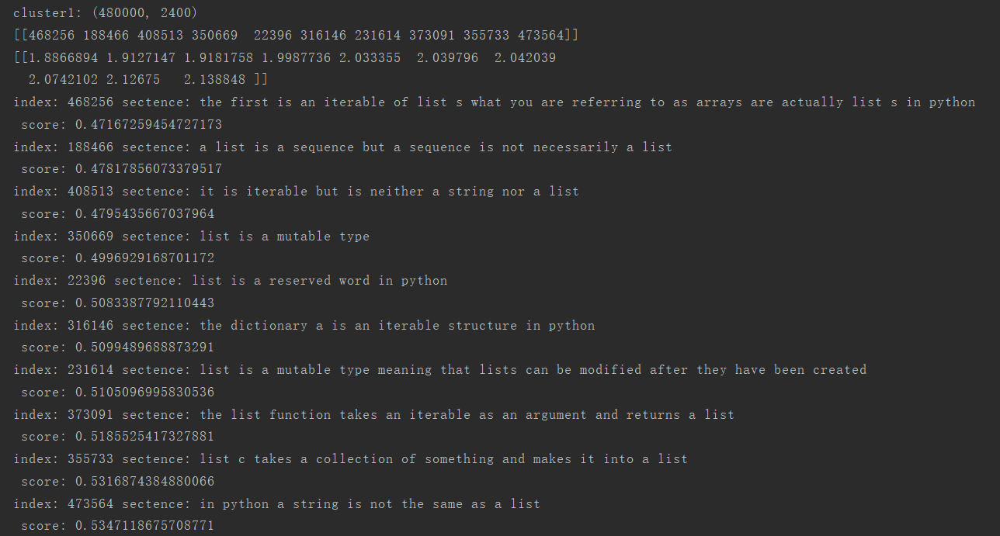 cluster1: (480000, 2400)
[[468256 188466 408513 350669  22396 316146 231614 373091 355733 473564]]
[[1.8866894 1.9127147 1.9181758 1.9987736 2.033355  2.039796  2.042039
  2.0742102 2.12675   2.138848 ]]
index: 468256 sectence: the first is an iterable of list s what you are referring to as arrays are actually list s in python
 score: 0.47167259454727173
index: 188466 sectence: a list is a sequence but a sequence is not necessarily a list
 score: 0.47817856073379517
index: 408513 sectence: it is iterable but is neither a string nor a list
 score: 0.4795435667037964
index: 350669 sectence: list is a mutable type
 score: 0.4996929168701172
index: 22396 sectence: list is a reserved word in python
 score: 0.5083387792110443
index: 316146 sectence: the dictionary a is an iterable structure in python
 score: 0.5099489688873291
index: 231614 sectence: list is a mutable type meaning that lists can be modified after they have been created
 score: 0.5105096995830536
index: 373091 sectence: the list function takes an iterable as an argument and returns a list
 score: 0.5185525417327881
index: 355733 sectence: list c takes a collection of something and makes it into a list
 score: 0.5316874384880066
index: 473564 sectence: in python a string is not the same as a list
 score: 0.5347118675708771